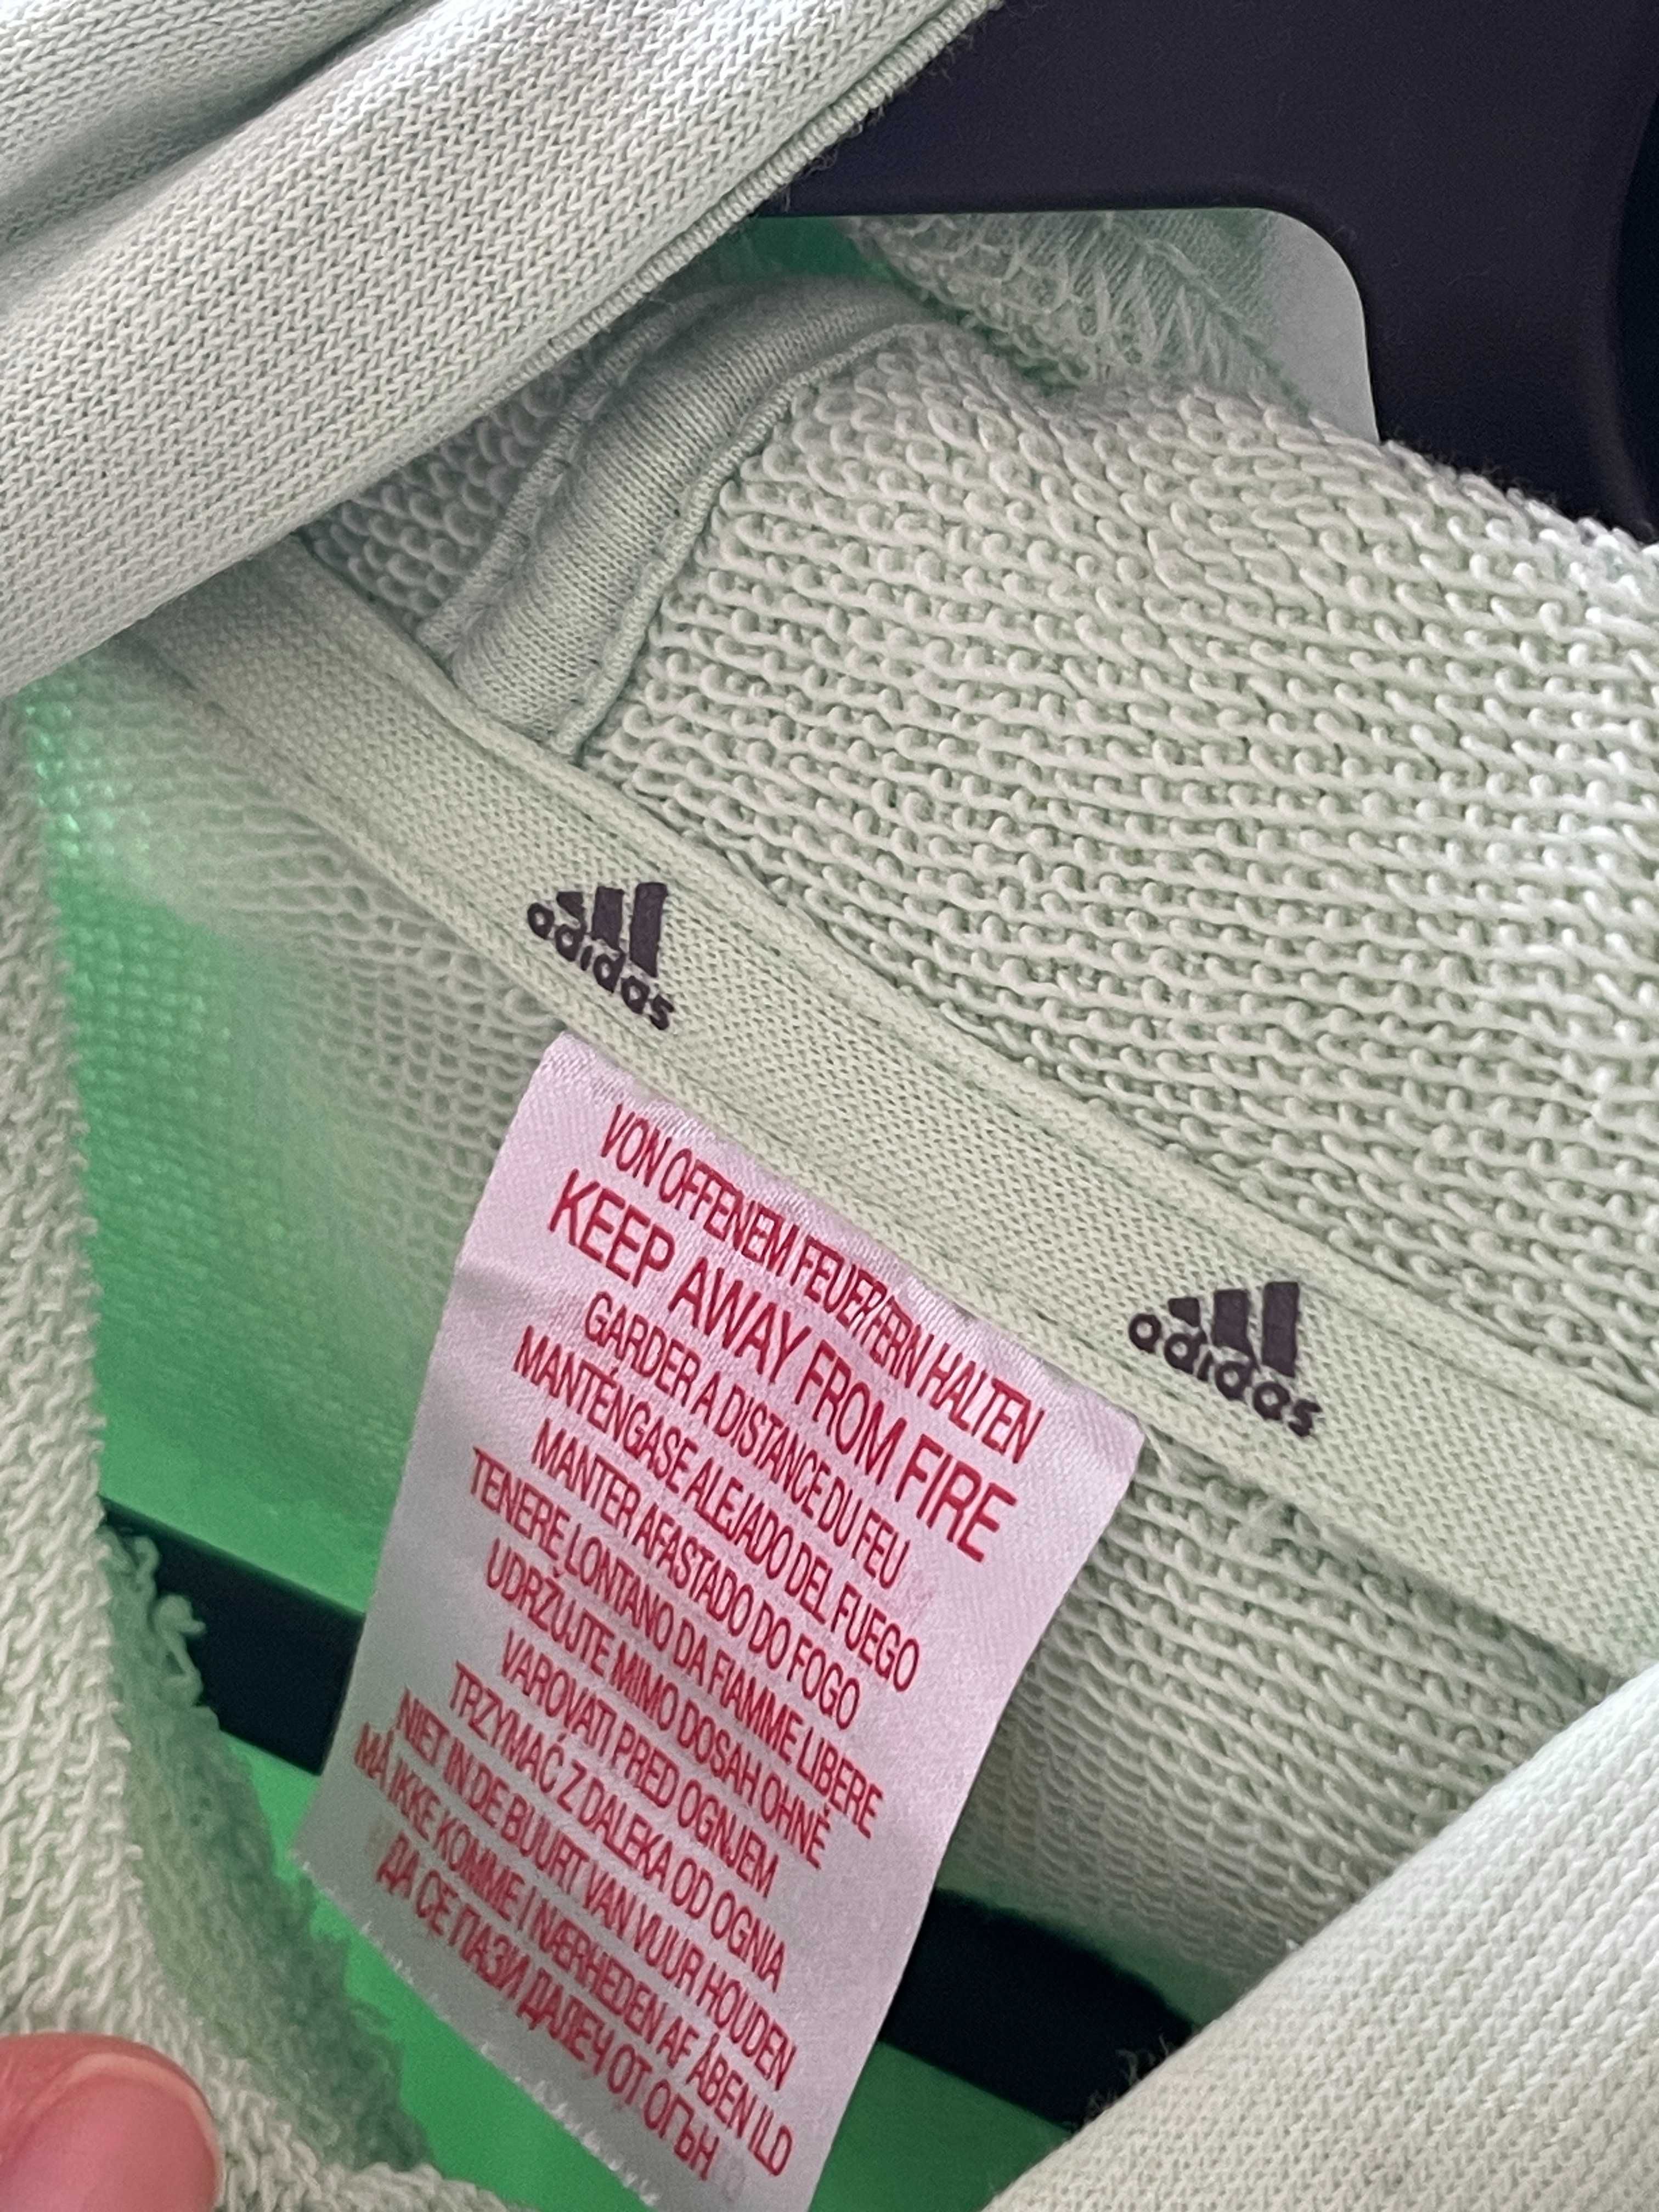 adidas
adidas
VON OFFENEM FEUER FERN HALTEN
KEEP AWAY FROM FIRE
GARDER A DISTANCE DU FEU
MANTÉNGASE ALEJADO DEL FUEGO
MANTER AFASTADO DO FOGO
TENERE LONTANO DA FIAMME LIBERE
UDRŽUJTE MIMO DOSAH OHNĚ
VAROVATI PRED OGNJEM
TRZYMAĆ Z DALEKA OD OGNIA
NIET IN DE BUURT VAN VUUR HOUDEN
MÅ IKKE KOMME I NÆRHEDEN AF ÅBEN ILD
ДА СЕ ПАЗИ ДАЛЕЧ ОТ ОГЪН